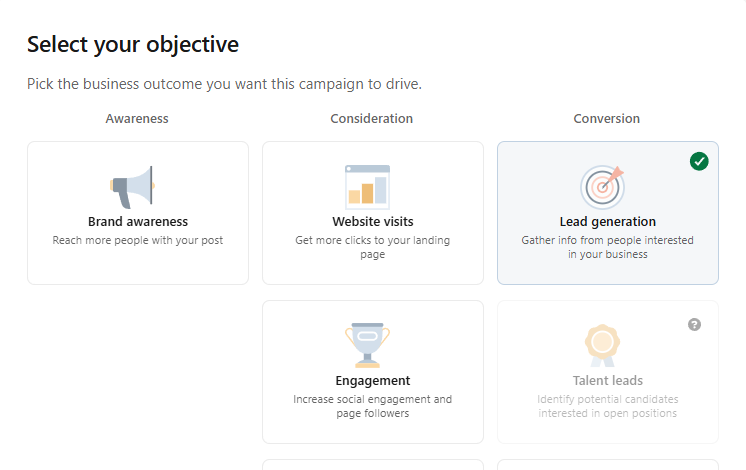 Select your objective
Pick the business outcome you want this campaign to drive.
Awareness
Consideration
Conversion
Brand awareness
Reach more people with your post
Website visits
Get more clicks to your landing
page
Lead generation
Gather info from people interested
in your business
Engagement
Increase social engagement and
page followers
?
Talent leads
Identify potential candidates
interested in open positions